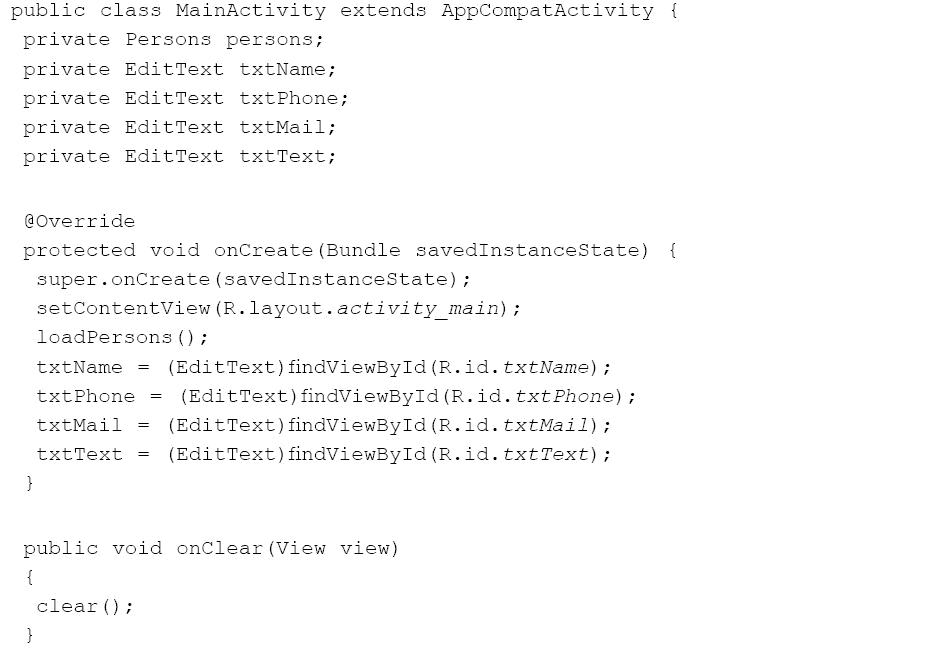 public class MainActivity extends AppCompatActivity {
private Persons persons;
private EditText txtName;
private EditText txtPhone;
private EditText txtMail;
private EditText txtText;
@Override
protected void onCreate(Bundle savedInstanceState) {
super.onCreate(savedInstanceState);
setContentView(R.layout.activity_main);
loadPersons();
txtName = (EditText)findViewById(R.id.txtName);
txtPhone = (EditText)findViewById(R.id.txtPhone);
txtMail = (EditText)findViewById(R.id.txtMail);
txtText = (EditText)findViewById(R.id.txtText);
}
public void onClear(View view)
{
clear();
}